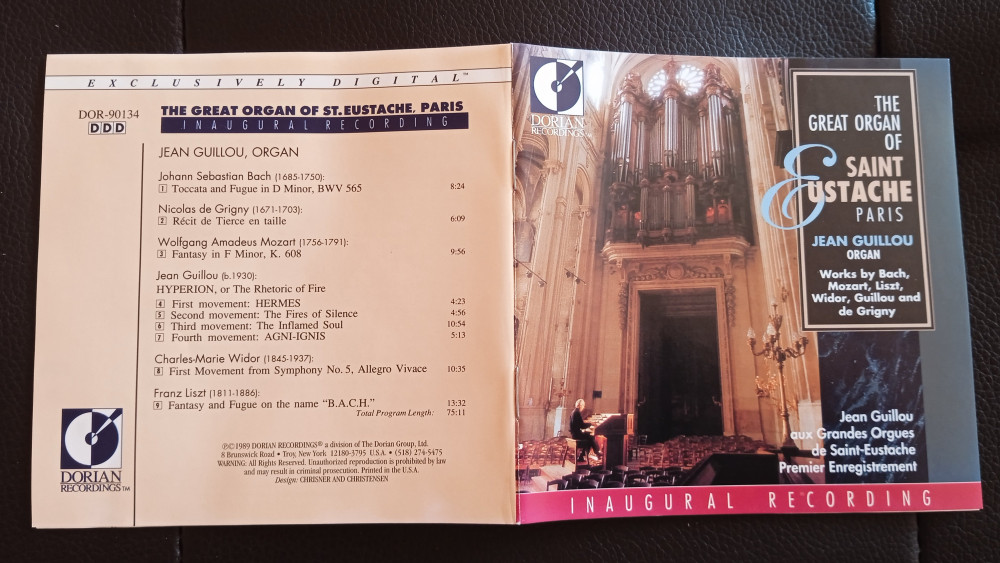 EXCLUSIVELY DIGITAL™
DOR-90134
DDD
THE GREAT ORGAN OF ST. EUSTACHE, PARIS
INAUGURAL RECORDING
JEAN GUILLOU, ORGAN
Johann Sebastian Bach (1685-1750):
1 Toccata and Fugue in D Minor, BWV 565 8:24
Nicolas de Grigny (1671-1703):
2 Récit de Tierce en taille 6:09
Wolfgang Amadeus Mozart (1756-1791):
3 Fantasy in F Minor, K. 608 9:56
Jean Guillou (b.1930):
HYPERION, or The Rhetoric of Fire
4 First movement: HERMES 4:23
5 Second movement: The Fires of Silence 4:56
6 Third movement: The Inflamed Soul 10:54
7 Fourth movement: AGNI-IGNIS 5:13
Charles-Marie Widor (1845-1937):
8 First Movement from Symphony No. 5, Allegro Vivace 10:35
Franz Liszt (1811-1886):
9 Fantasy and Fugue on the name “B.A.C.H.” 13:32
Total Program Length: 75:11
DORIAN
RECORDINGS™
℗©1989 DORIAN RECORDINGS® a division of The Dorian Group, Ltd.
8 Brunswick Road • Troy, New York 12180-3795 U.S.A. • (518) 274-5475
WARNING: All Rights Reserved. Unauthorized reproduction is prohibited by law
and may result in criminal prosecution. Printed in the U.S.A.
Design: CHRISNER AND CHRISTENSEN
DORIAN
RECORDINGS™
THE
GREAT ORGAN
OF
SAINT
EUSTACHE
PARIS
JEAN GUILLOU
ORGAN
Works by Bach,
Mozart, Liszt,
Widor, Guillou and
de Grigny
Jean Guillou
aux Grandes Orgues
de Saint-Eustache
Premier Enregistrement
INAUGURAL RECORDING